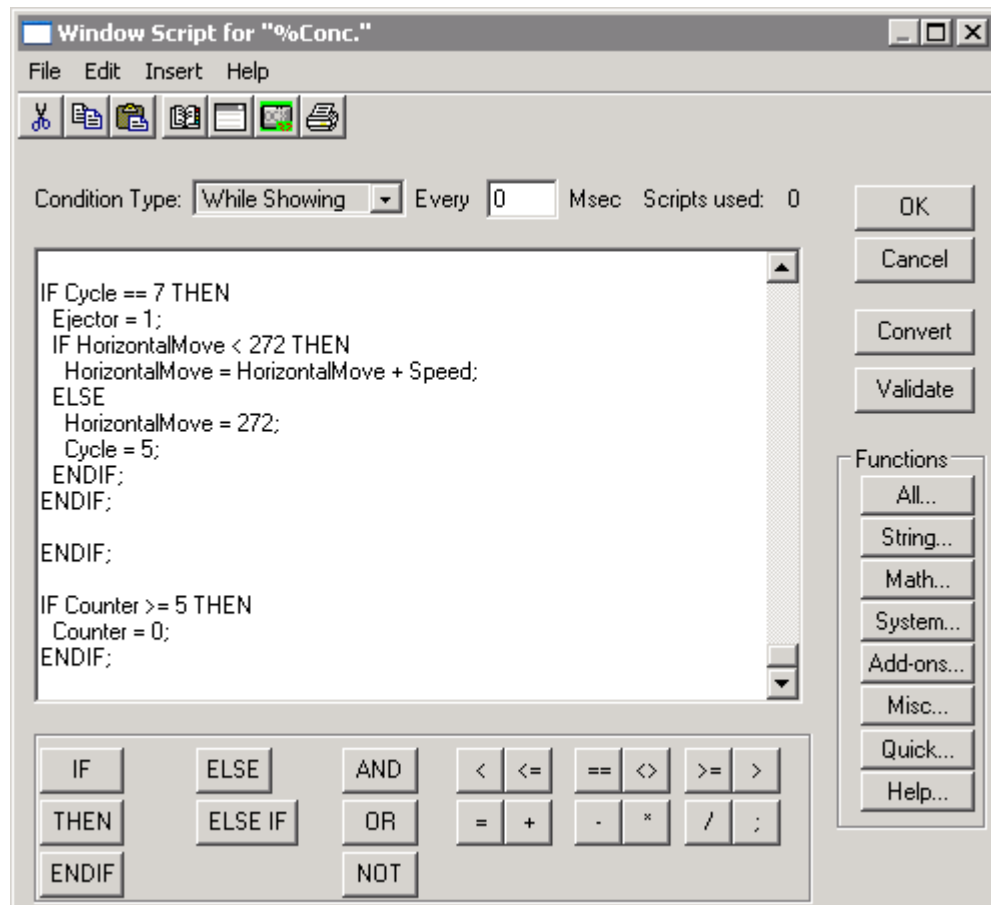 Window Script for "%Conc."
File Edit Insert Help
Condition Type: While Showing Every 0 Msec Scripts used: 0
OK
Cancel
Convert
Validate
IF Cycle == 7 THEN
Ejector = 1;
IF HorizontalMove < 272 THEN
HorizontalMove = HorizontalMove + Speed;
ELSE
HorizontalMove = 272;
Cycle = 5;
ENDIF;
ENDIF;
ENDIF;
IF Counter >= 5 THEN
Counter = 0;
ENDIF;
Functions
All...
String...
Math...
System...
Add-ons...
Misc...
Quick...
Help...
IF ELSE AND < <= == <> >= >
THEN ELSE IF OR = + - * / ;
ENDIF NOT